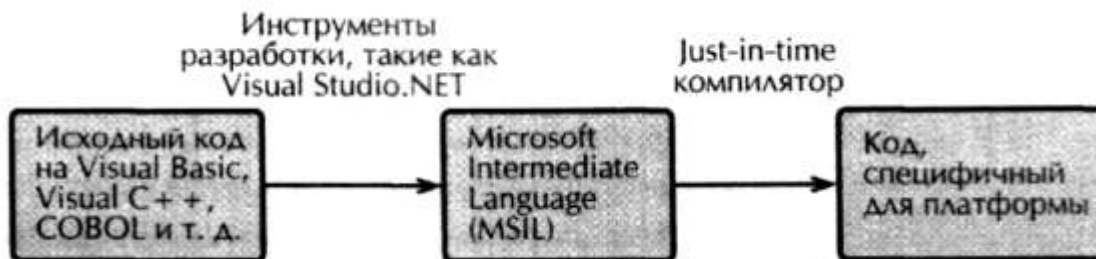 Инструменты
разработки, такие как
Visual Studio.NET
Just-in-time
компилятор
Исходный код
на Visual Basic,
Visual C++,
COBOL и т. д.
Microsoft
Intermediate
Language
(MSIL)
Код,
специфичный
для платформы